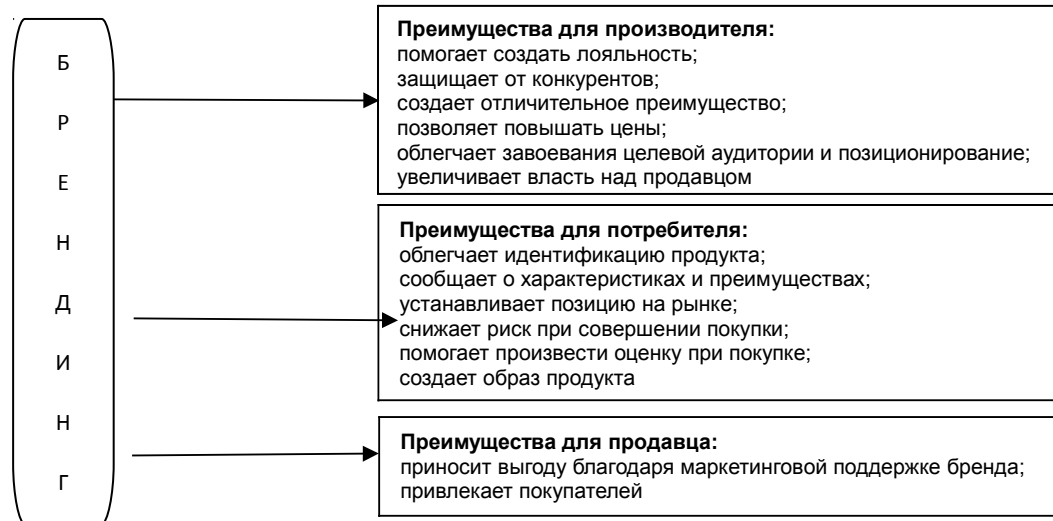 Б
Р
Е
Н
Д
И
Н
Г
Преимущества для производителя:
помогает создать лояльность;
защищает от конкурентов;
создает отличительное преимущество;
позволяет повышать цены;
облегчает завоевания целевой аудитории и позиционирование;
увеличивает власть над продавцом
Преимущества для потребителя:
облегчает идентификацию продукта;
сообщает о характеристиках и преимуществах;
устанавливает позицию на рынке;
снижает риск при совершении покупки;
помогает произвести оценку при покупке;
создает образ продукта
Преимущества для продавца:
приносит выгоду благодаря маркетинговой поддержке бренда;
привлекает покупателей